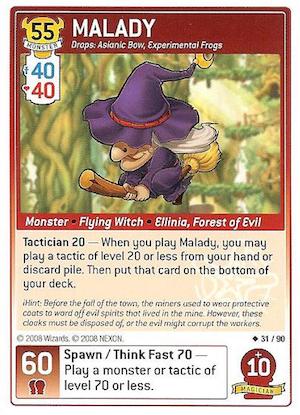 55
MONSTER
MALADY
Drops: Asianic Bow, Experimental Frogs
40
40
Monster • Flying Witch • Ellinia, Forest of Evil
Tactician 20 — When you play Malady, you may
play a tactic of level 20 or less from your hand or
discard pile. Then put that card on the bottom of
your deck.
iHint: Before the fall of the town, the miners used to wear protective
coats to ward off evil spirits that lived in the mine. However, these
cloaks must be disposed of, or the evil might corrupt the workers.
© 2008 Wizards. © 2008 NEXON.
◆ 31 / 90
60
Spawn / Think Fast 70 —
Play a monster or tactic of
level 70 or less.
10
MAGICIAN